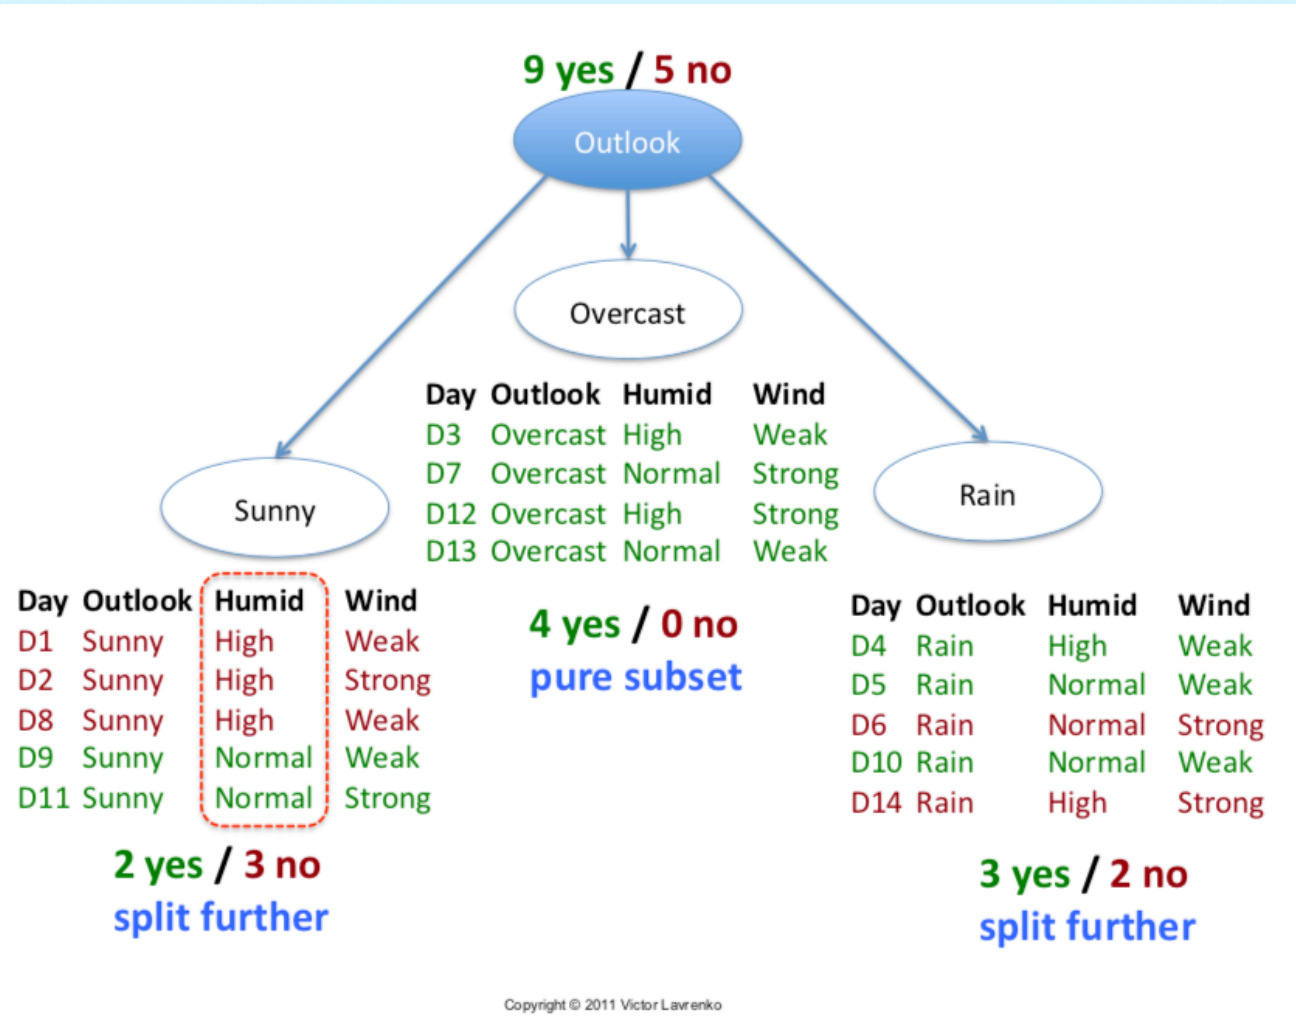 9 yes / 5 no
Outlook
Overcast
Day Outlook Humid Wind
D3 Overcast High Weak
D7 Overcast Normal Strong
D12 Overcast High Strong
D13 Overcast Normal Weak
4 yes / 0 no
pure subset
Sunny
Day Outlook Humid Wind
D1 Sunny High Weak
D2 Sunny High Strong
D8 Sunny High Weak
D9 Sunny Normal Weak
D11 Sunny Normal Strong
2 yes / 3 no
split further
Rain
Day Outlook Humid Wind
D4 Rain High Weak
D5 Rain Normal Weak
D6 Rain Normal Strong
D10 Rain Normal Weak
D14 Rain High Strong
3 yes / 2 no
split further
Copyright © 2011 Victor Lavrenko